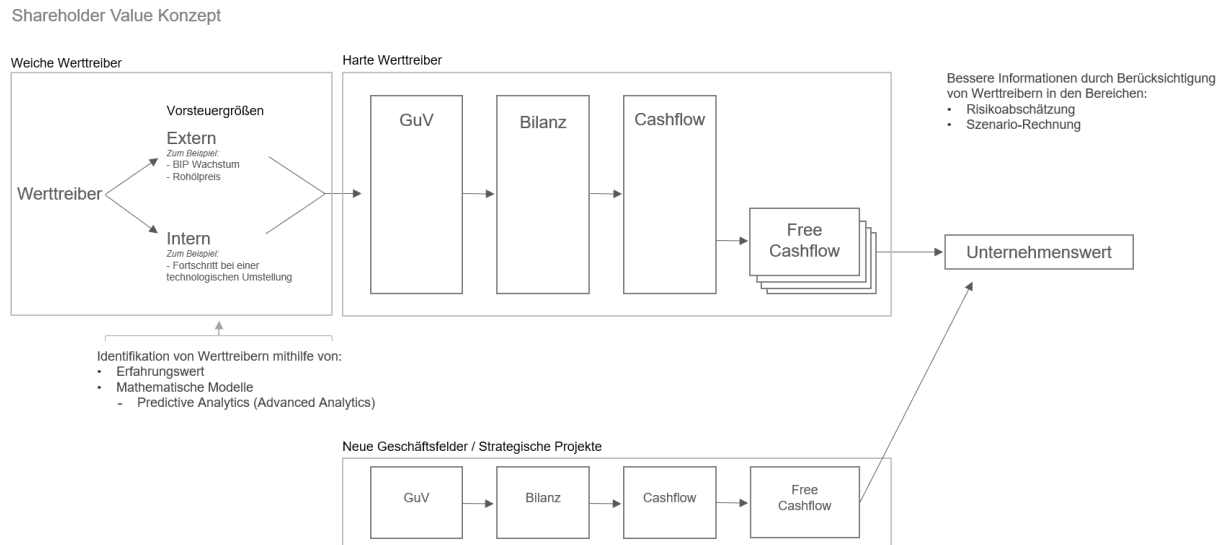 Shareholder Value Konzept
Weiche Werttreiber
Vorsteuergrößen
Extern
Zum Beispiel:
- BIP Wachstum
- Rohölpreis
Werttreiber
Intern
Zum Beispiel:
- Fortschritt bei einer
technologischen Umstellung
Harte Werttreiber
GuV
Bilanz
Cashflow
Free
Cashflow
Bessere Informationen durch Berücksichtigung
von Werttreibern in den Bereichen:
• Risikoabschätzung
• Szenario-Rechnung
Unternehmenswert
Identifikation von Werttreibern mithilfe von:
• Erfahrungswert
• Mathematische Modelle
- Predictive Analytics (Advanced Analytics)
Neue Geschäftsfelder / Strategische Projekte
GuV
Bilanz
Cashflow
Free
Cashflow